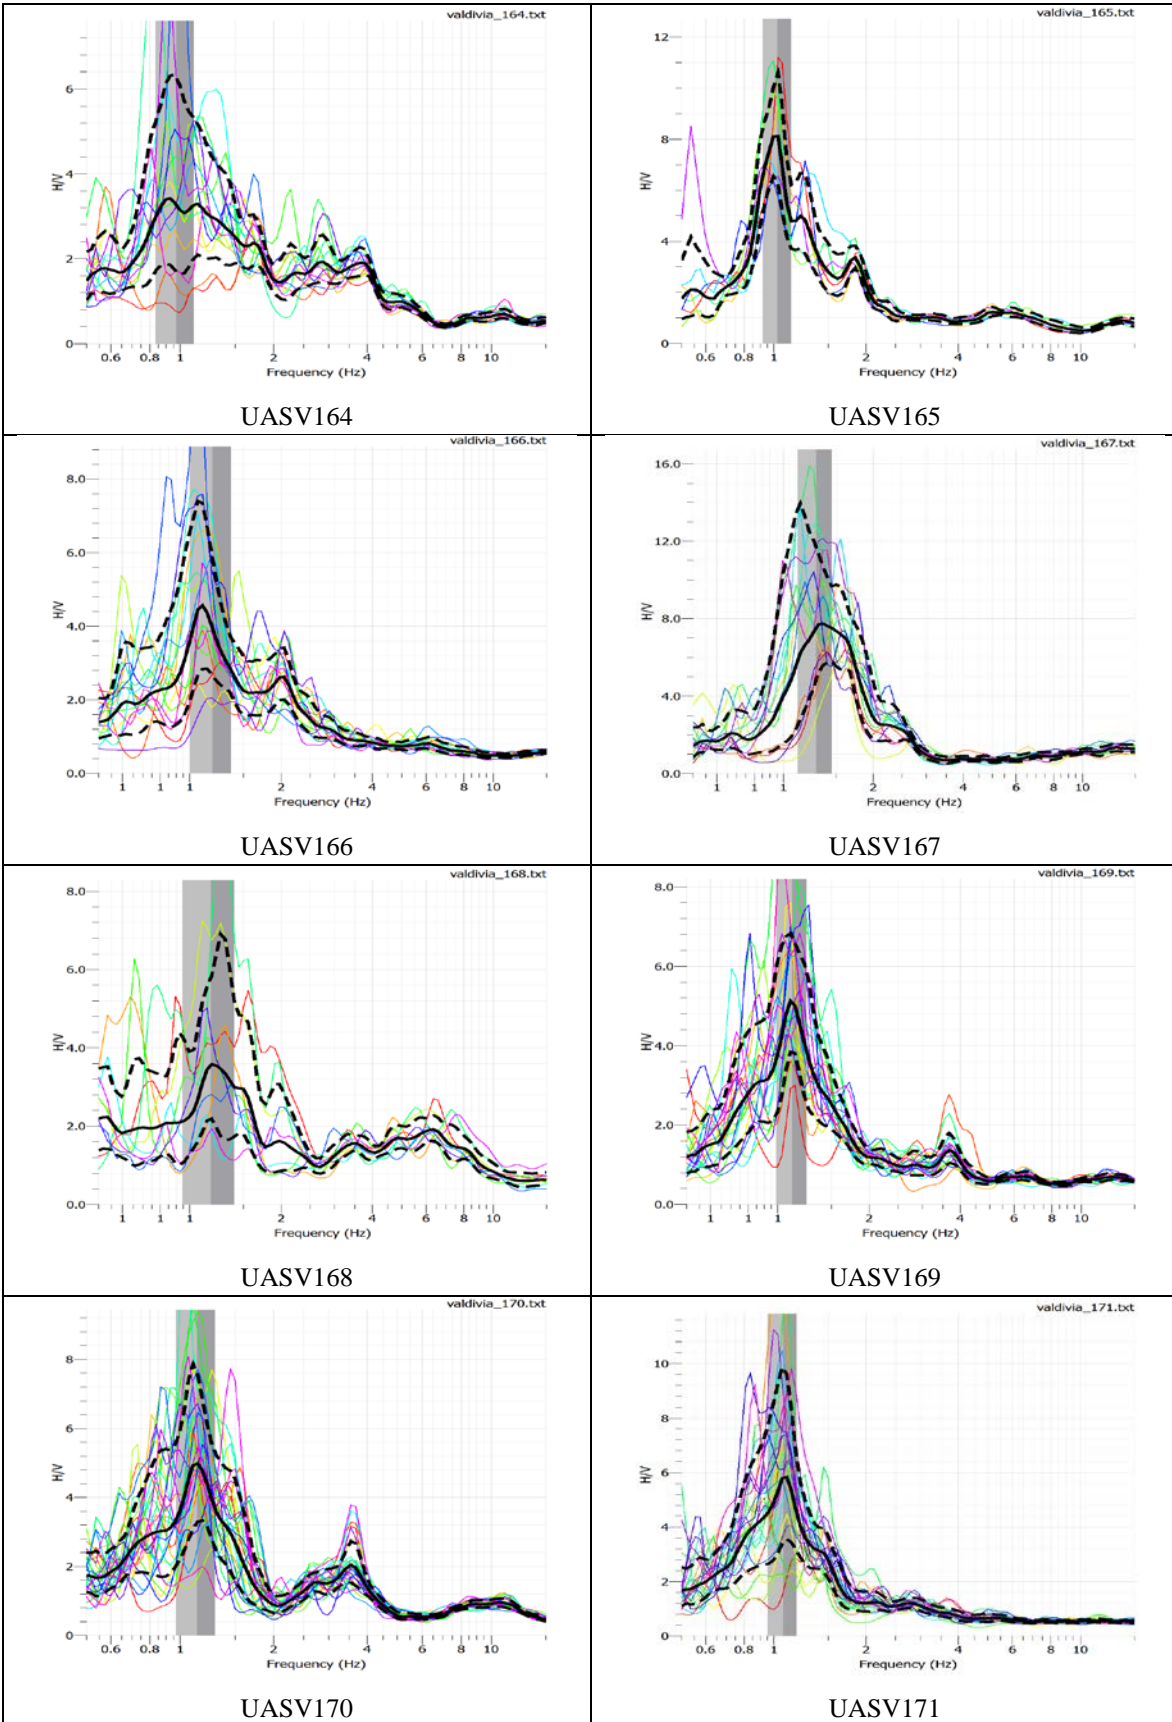 valdivia_164.txt
6
4
2
0
H/V
0.6 0.8 1 2 4 6 8 10
Frequency (Hz)
UASV164
valdivia_165.txt
12
8
4
0
H/V
0.6 0.8 1 2 4 6 8 10
Frequency (Hz)
UASV165
valdivia_166.txt
8.0
6.0
4.0
2.0
0.0
H/V
1 1 1 2 4 6 8 10
Frequency (Hz)
UASV166
valdivia_167.txt
16.0
12.0
8.0
4.0
0.0
H/V
1 1 1 2 4 6 8 10
Frequency (Hz)
UASV167
valdivia_168.txt
8.0
6.0
4.0
2.0
0.0
H/V
1 1 1 2 4 6 8 10
Frequency (Hz)
UASV168
valdivia_169.txt
8.0
6.0
4.0
2.0
0.0
H/V
1 1 1 2 4 6 8 10
Frequency (Hz)
UASV169
valdivia_170.txt
8
6
4
2
0
H/V
0.6 0.8 1 2 4 6 8 10
Frequency (Hz)
UASV170
valdivia_171.txt
10
8
6
4
2
0
H/V
0.6 0.8 1 2 4 6 8 10
Frequency (Hz)
UASV171